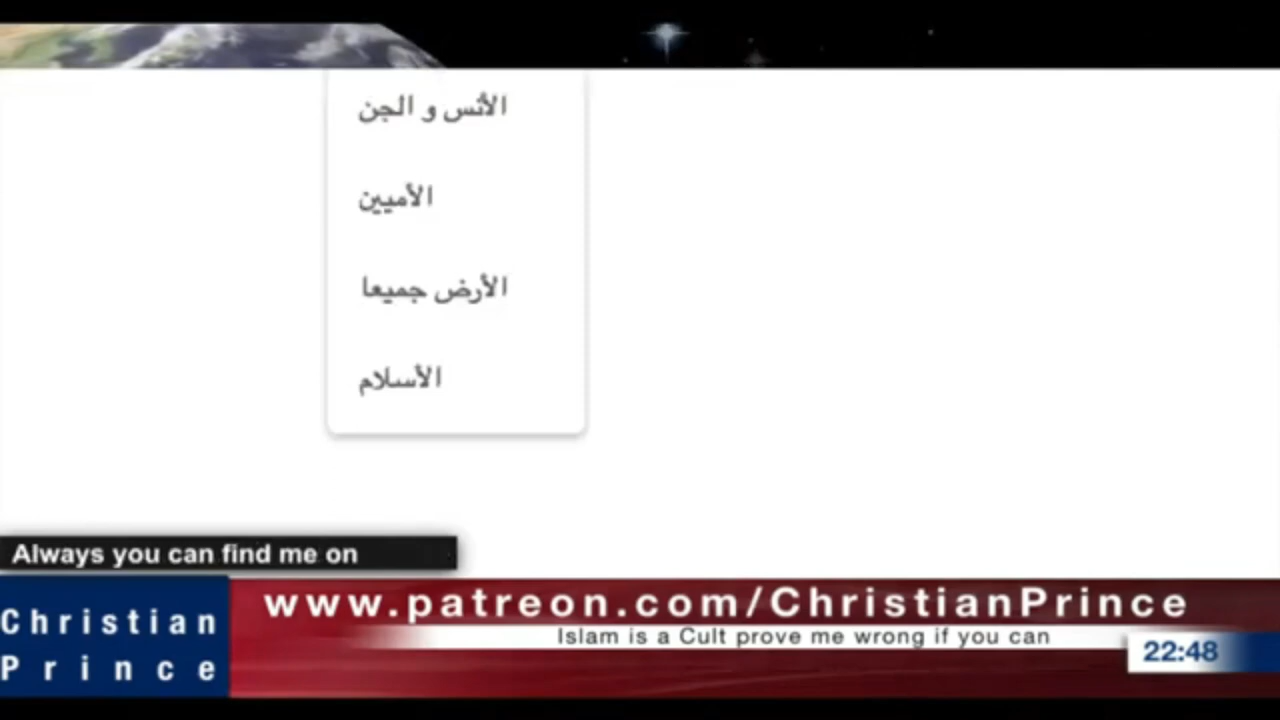 الأنس و الجن
الأميين
الأرض جميعا
الأسلام
Always you can find me on
Christian
Prince
www.patreon.com/ChristianPrince
Islam is a Cult prove me wrong if you can
22:48